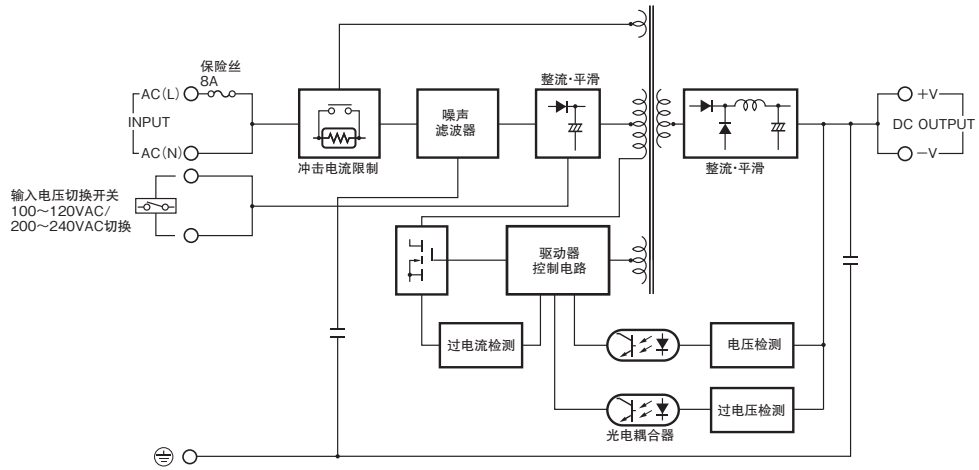 保险丝
8A
AC(L)
INPUT
AC(N)
输入电压切换开关
100～120VAC/
200～240VAC切换
冲击电流限制
噪声
滤波器
整流·平滑
整流·平滑
+V
DC OUTPUT
−V
驱动器
控制电路
过电流检测
电压检测
过电压检测
光电耦合器